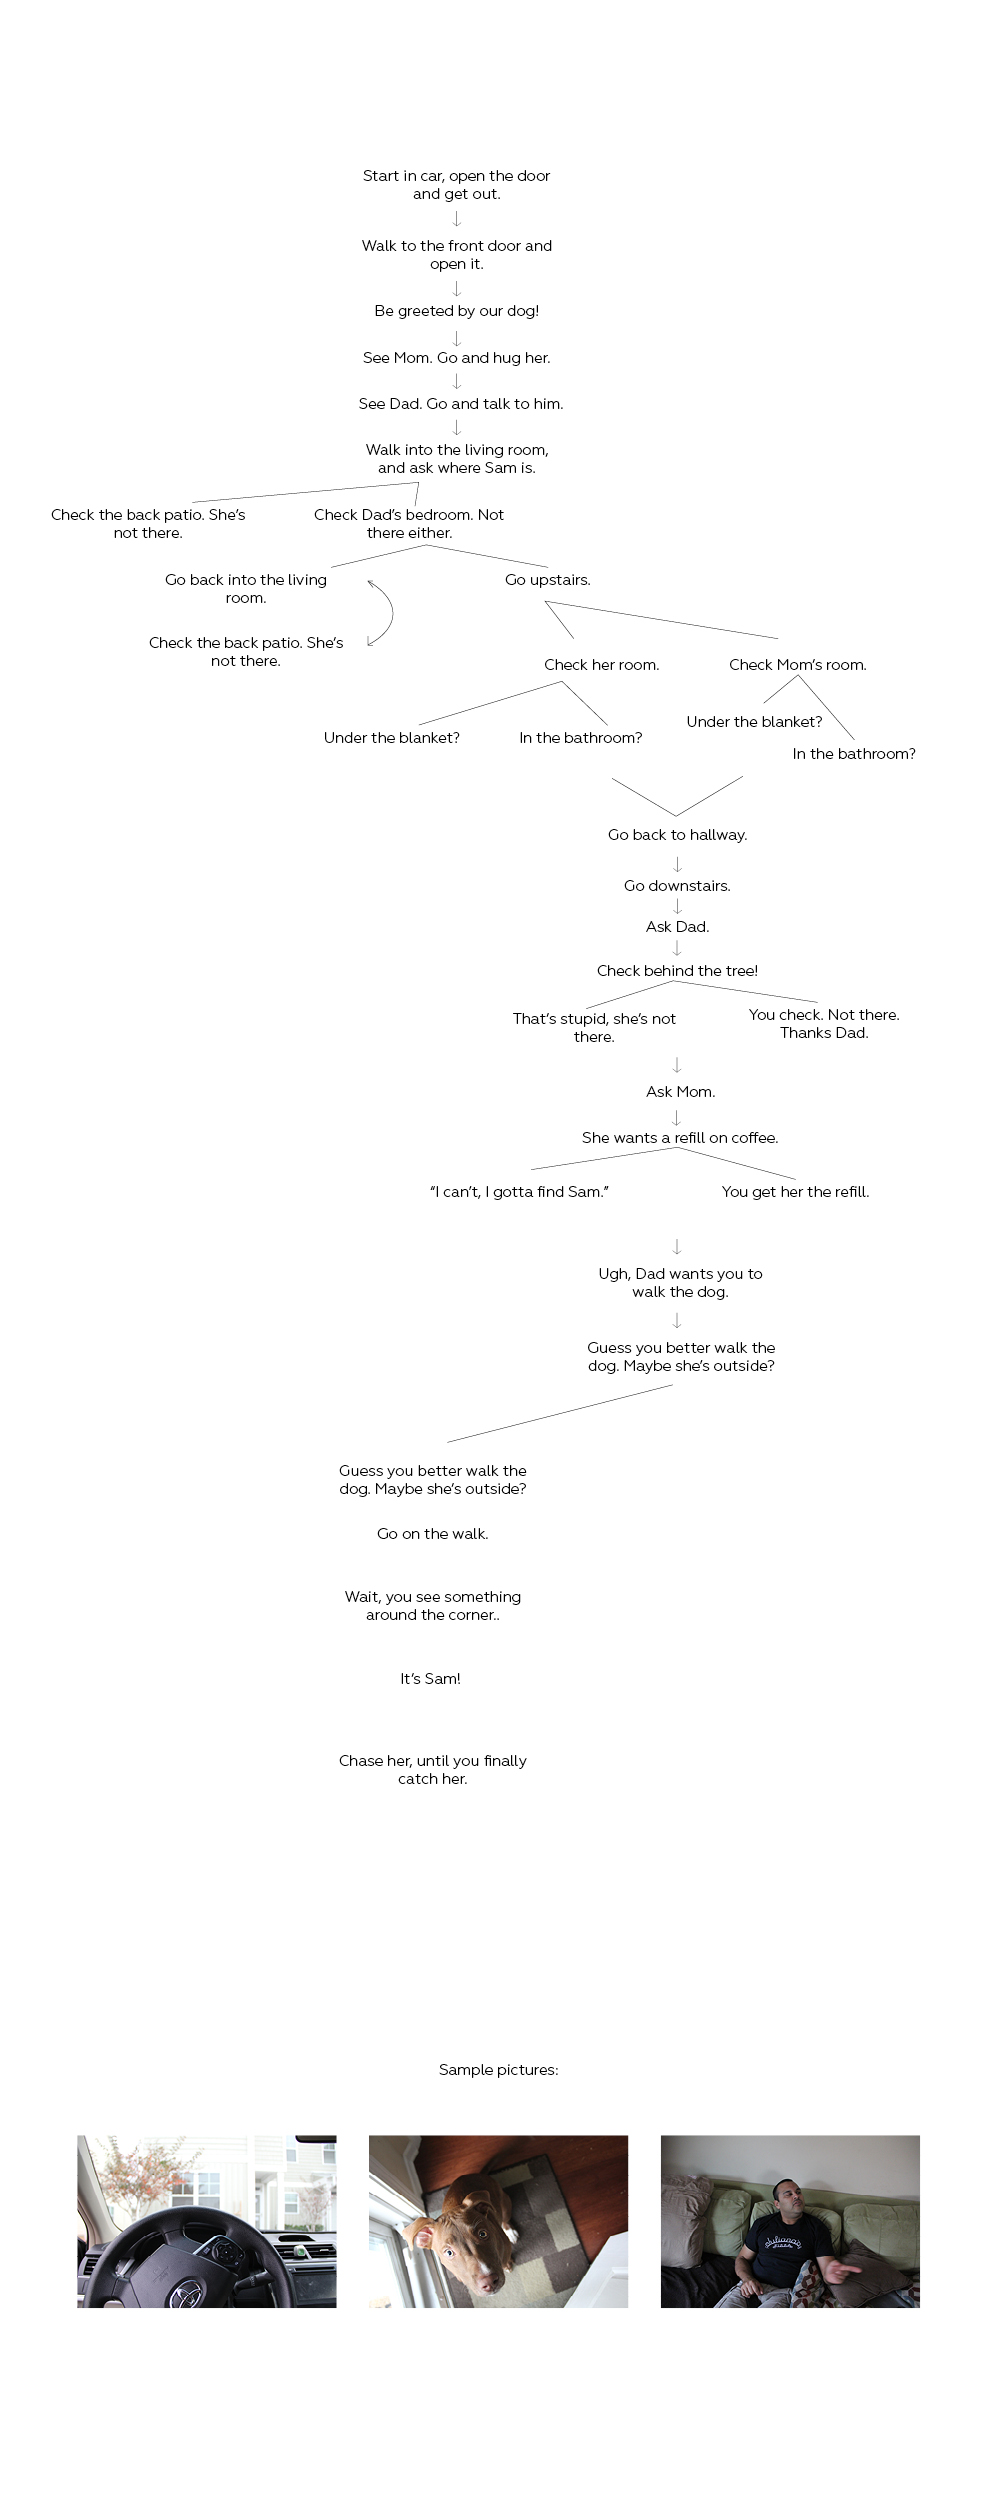 Start in car, open the door
and get out.
Walk to the front door and
open it.
Be greeted by our dog!
See Mom. Go and hug her.
See Dad. Go and talk to him.
Walk into the living room,
and ask where Sam is.
Check the back patio. She’s
not there.
Check Dad’s bedroom. Not
there either.
Go back into the living
room.
Go upstairs.
Check the back patio. She’s
not there.
Check her room.
Check Mom’s room.
Under the blanket?
In the bathroom?
Under the blanket?
In the bathroom?
Go back to hallway.
Go downstairs.
Ask Dad.
Check behind the tree!
That’s stupid, she’s not
there.
You check. Not there.
Thanks Dad.
Ask Mom.
She wants a refill on coffee.
“I can’t, I gotta find Sam.”
You get her the refill.
Ugh, Dad wants you to
walk the dog.
Guess you better walk the
dog. Maybe she’s outside?
Guess you better walk the
dog. Maybe she’s outside?
Go on the walk.
Wait, you see something
around the corner..
It’s Sam!
Chase her, until you finally
catch her.
Sample pictures: